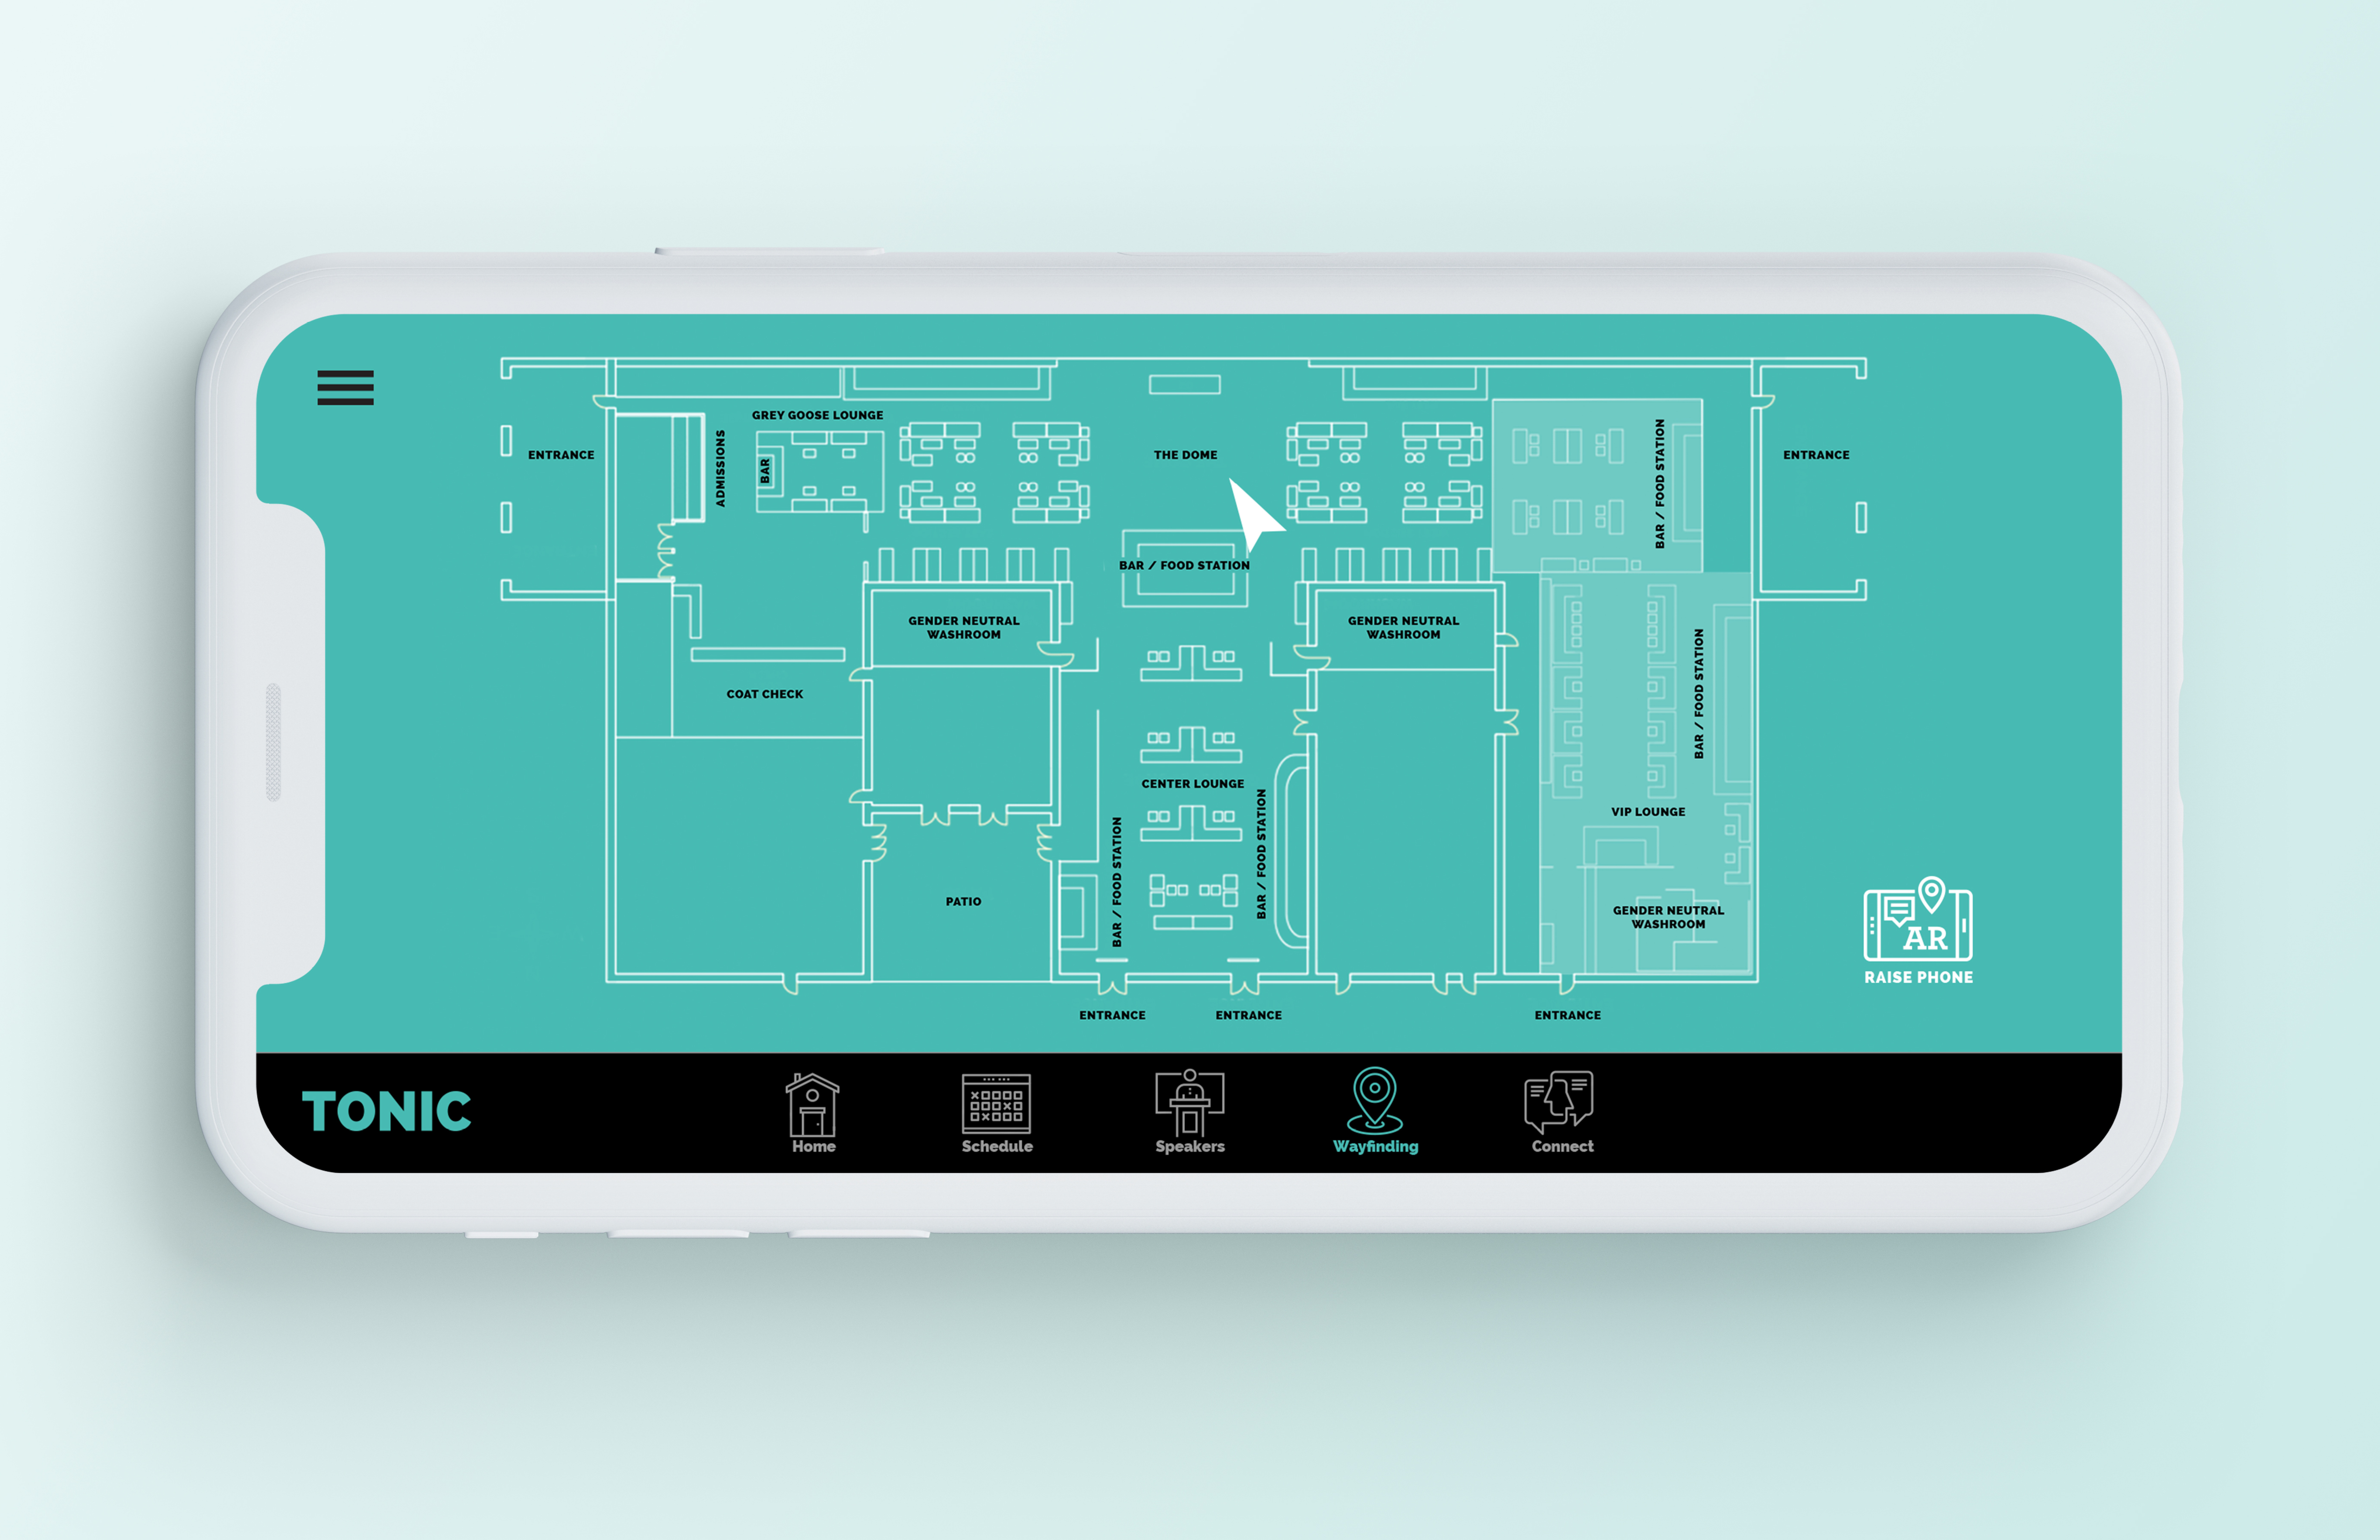 GREY GOOSE LOUNGE
ENTRANCE
ADMISSIONS
BAR
THE DOME
BAR / FOOD STATION
ENTRANCE
BAR / FOOD STATION
GENDER NEUTRAL
WASHROOM
GENDER NEUTRAL
WASHROOM
COAT CHECK
BAR / FOOD STATION
CENTER LOUNGE
VIP LOUNGE
BAR / FOOD STATION
BAR / FOOD STATION
PATIO
GENDER NEUTRAL
WASHROOM
AR
RAISE PHONE
ENTRANCE
ENTRANCE
ENTRANCE
TONIC
Home
Schedule
Speakers
Wayfinding
Connect